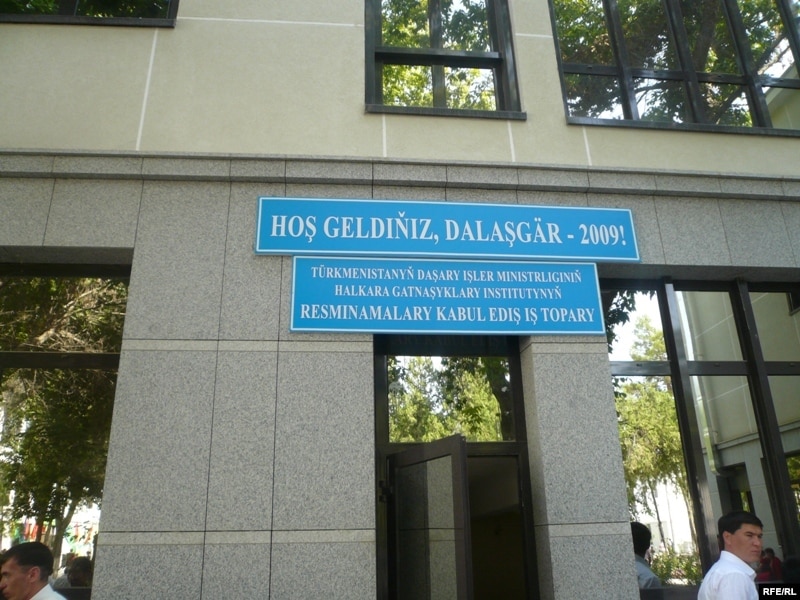 HOŞ GELDIŇIZ, DALAŞGÄR - 2009!
TÜRKMENISTANYŇ DAŞARY IŞLER MINISTRLIGINIŇ
HALKARA GATNAŞYKLARY INSTITUTYNYŇ
RESMINAMALARY KABUL EDIŞ IŞ TOPARY
RFE/RL